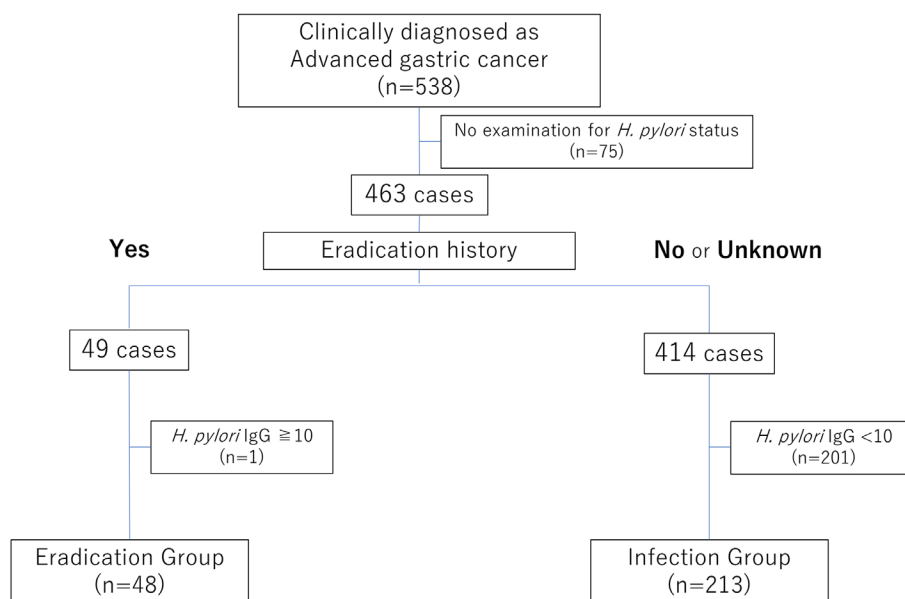 Clinically diagnosed as
Advanced gastric cancer
(n=538)
No examination for H. pylori status
(n=75)
463 cases
Yes
Eradication history
No or Unknown
49 cases
414 cases
H. pylori IgG ≧10
(n=1)
H. pylori IgG <10
(n=201)
Eradication Group
(n=48)
Infection Group
(n=213)